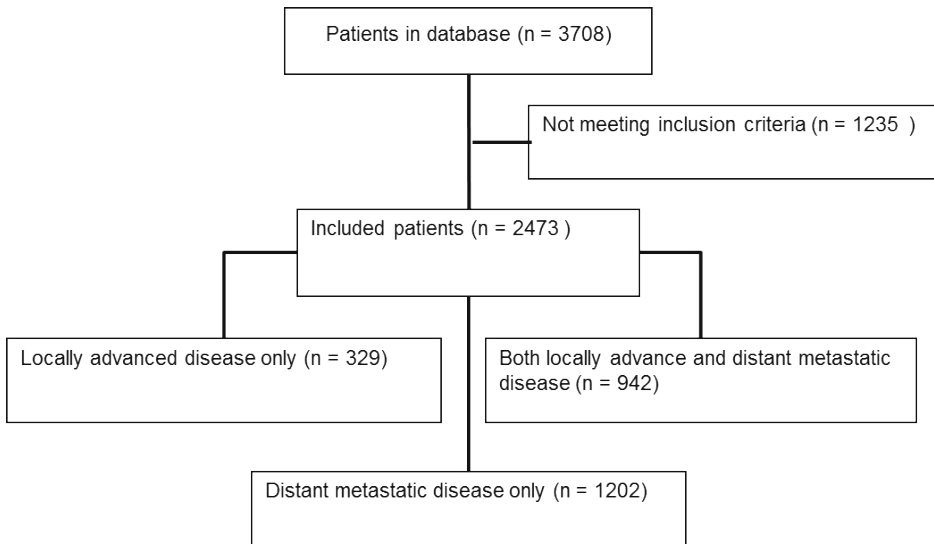 Patients in database (n = 3708)
Not meeting inclusion criteria (n = 1235 )
Included patients (n = 2473 )
Locally advanced disease only (n = 329)
Both locally advance and distant metastatic
disease (n = 942)
Distant metastatic disease only (n = 1202)